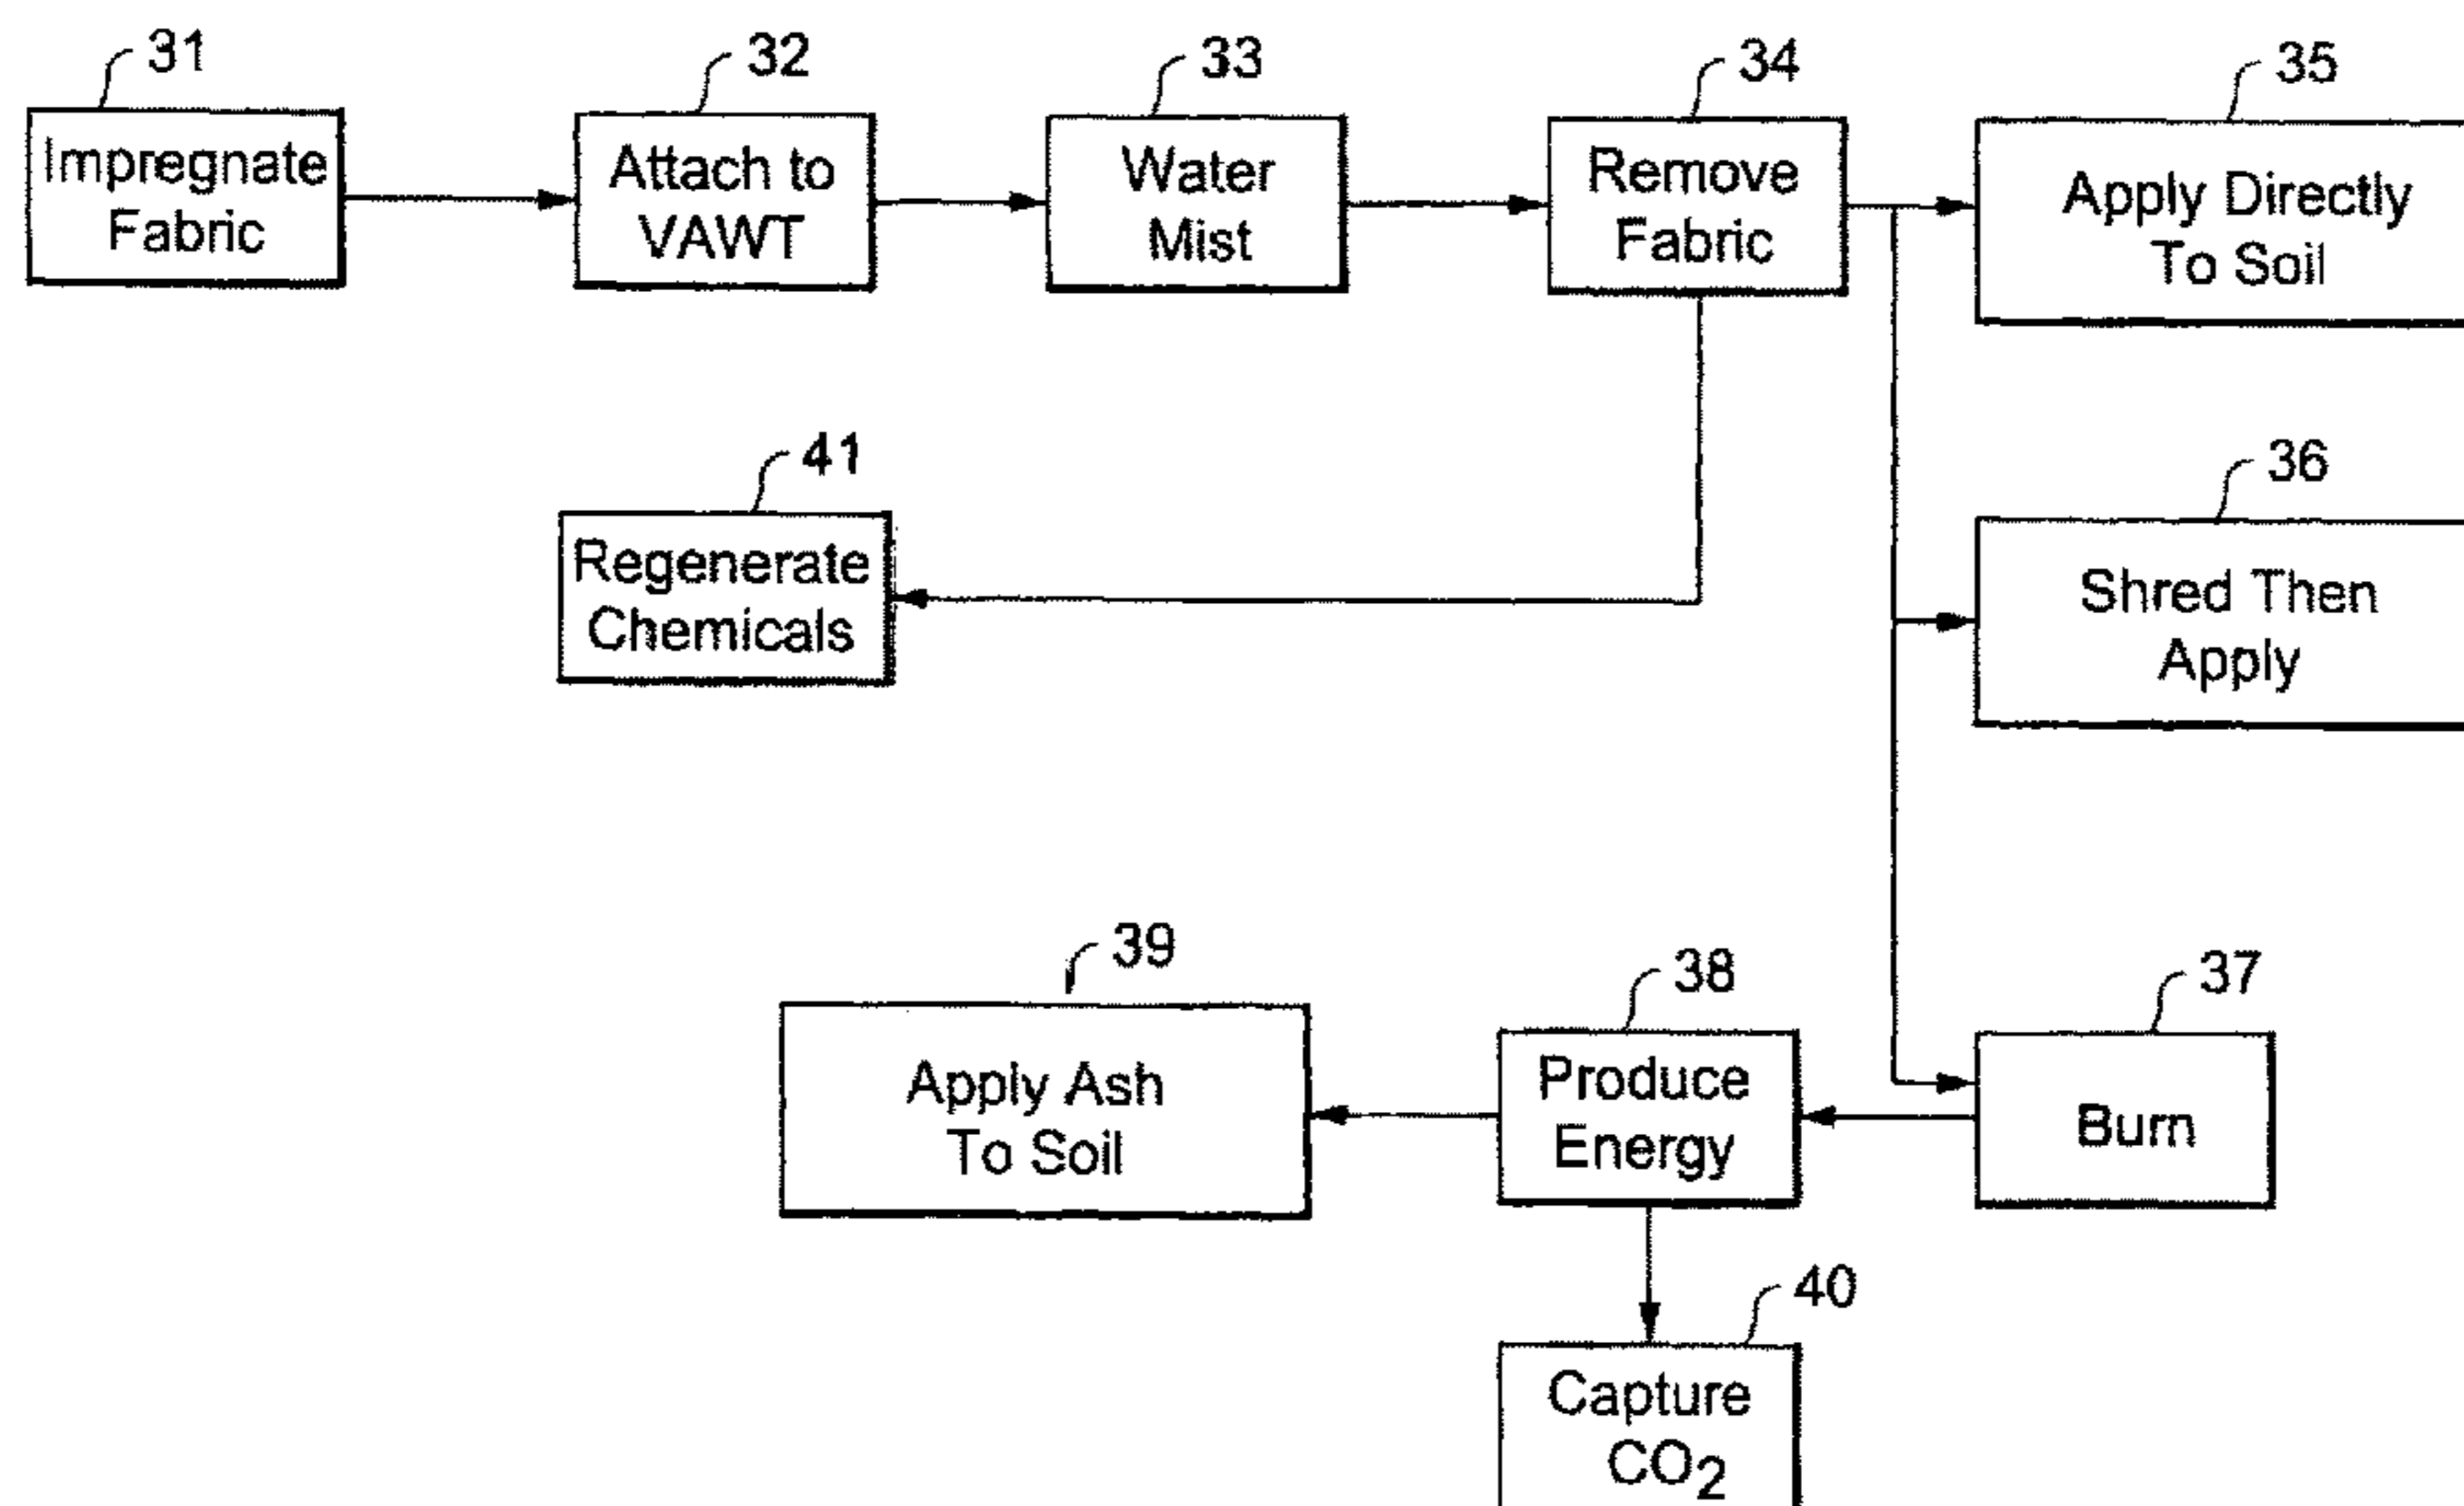 31
Impregnate
Fabric
32
Attach to
VAWT
33
Water
Mist
34
Remove
Fabric
35
Apply Directly
To Soil
41
Regenerate
Chemicals
36
Shred Then
Apply
39
Apply Ash
To Soil
38
Produce
Energy
37
Burn
40
Capture
CO₂